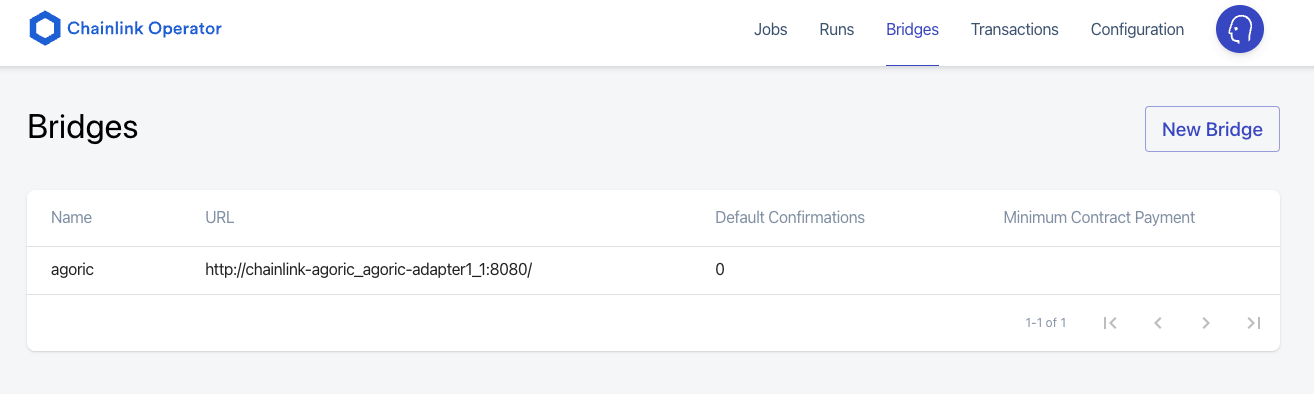 Chainlink Operator
Jobs Runs Bridges Transactions Configuration
Bridges
New Bridge
Name URL Default Confirmations Minimum Contract Payment
agoric http://chainlink-agoric_agoric-adapter1_1:8080/ 0
1-1 of 1